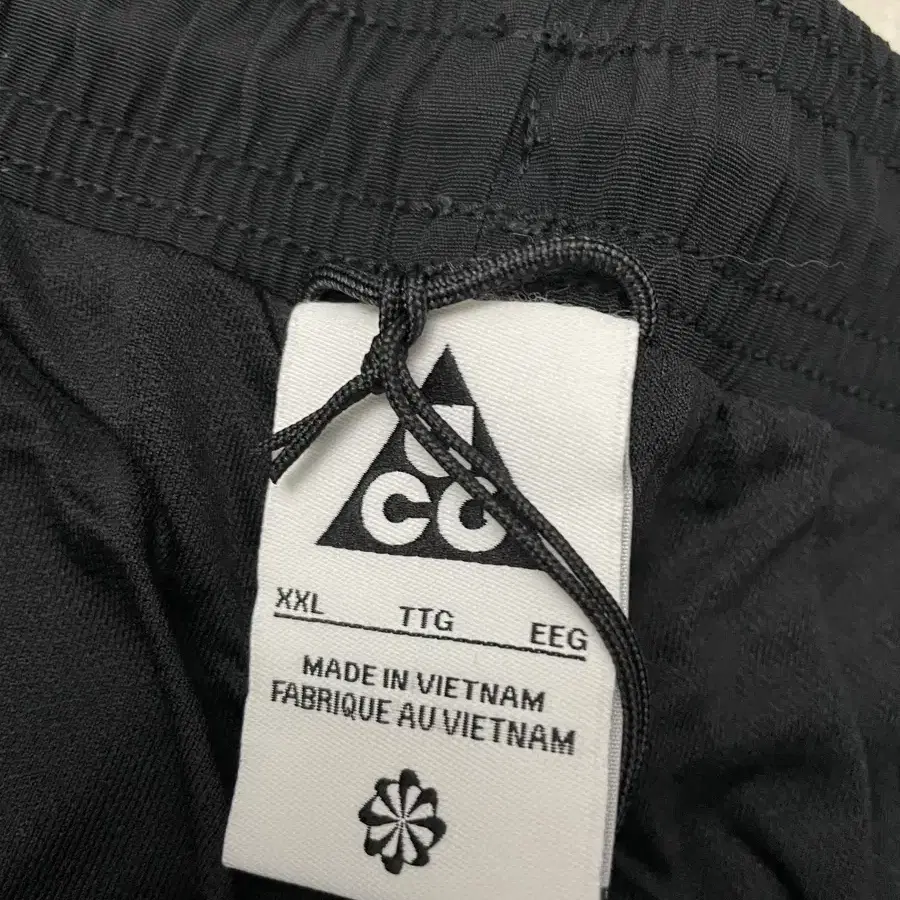 ACG
XXL TTG EEG
MADE IN VIETNAM
FABRIQUE AU VIETNAM